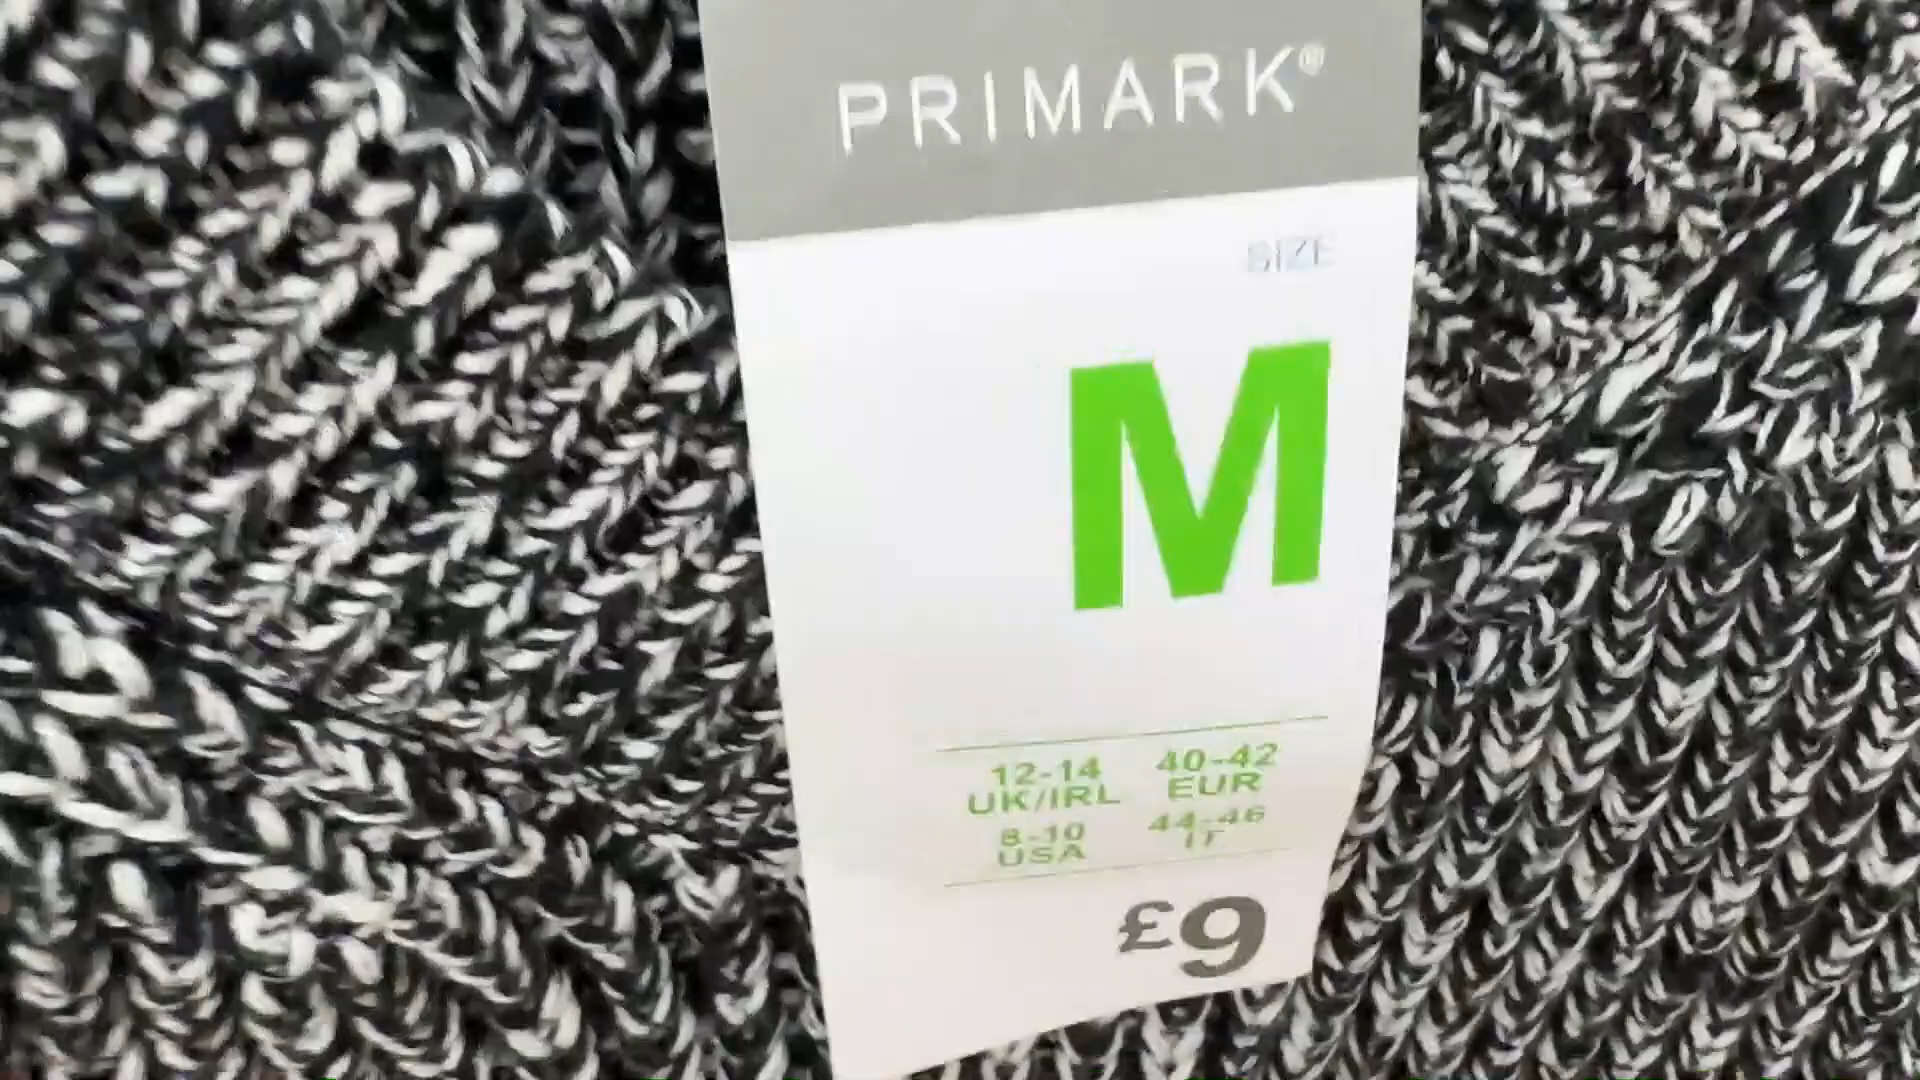 PRIMARK®
SIZE
M
12-14 40-42
UK/IRL EUR
8-10 44-46
USA IT
£9